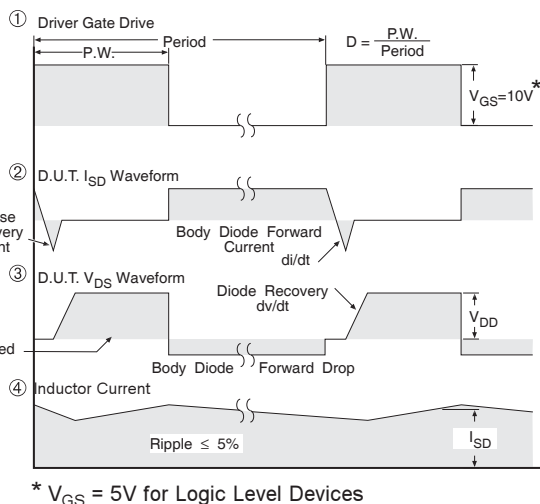 ① Driver Gate Drive
P.W.
Period
D = P.W.
Period
VGS=10V*
② D.U.T. ISD Waveform
Body Diode Forward
Current
di/dt
③ D.U.T. VDS Waveform
Diode Recovery
dv/dt
VDD
Body Diode Forward Drop
④ Inductor Current
Ripple ≤ 5%
ISD
* VGS = 5V for Logic Level Devices